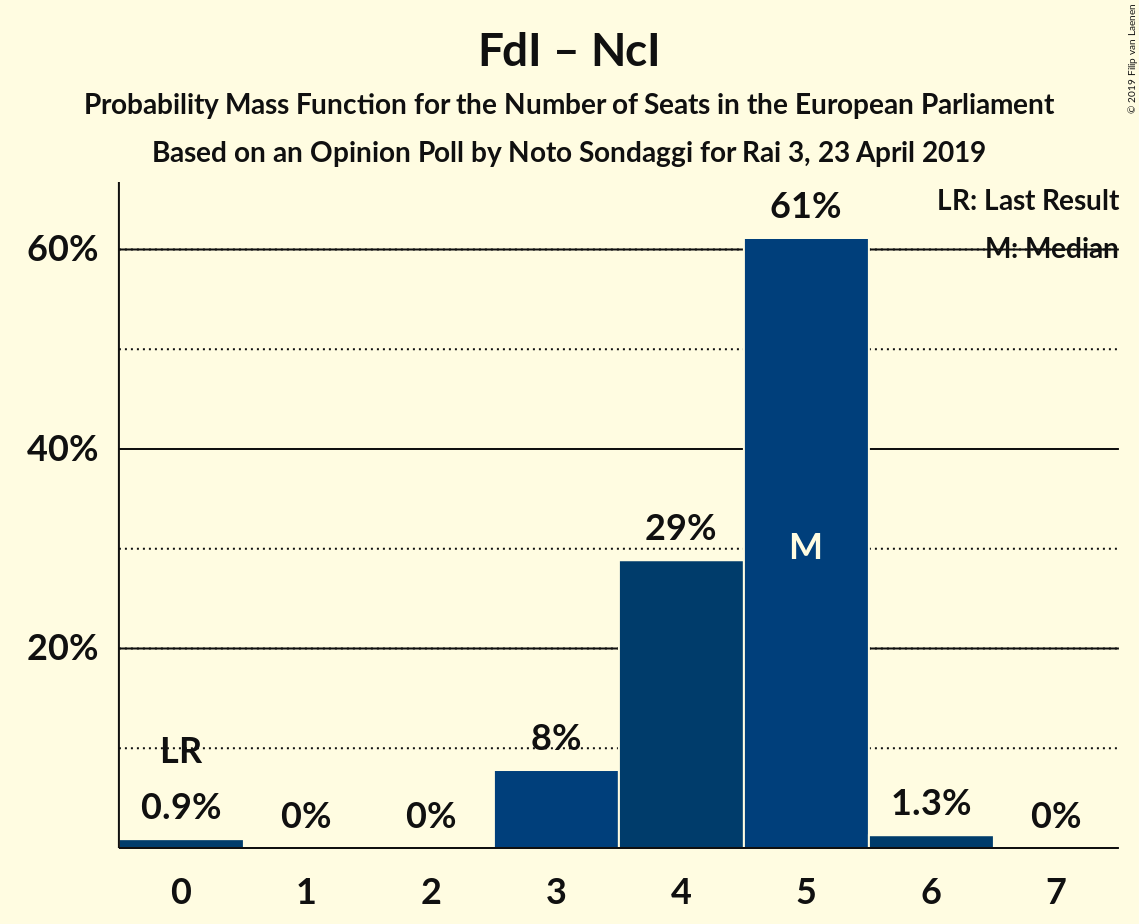 FdI – NcI
Probability Mass Function for the Number of Seats in the European Parliament
Based on an Opinion Poll by Noto Sondaggi for Rai 3, 23 April 2019
© 2019 Filip van Laenen
LR: Last Result
M: Median
60%
40%
20%
LR
0.9%
0%
0%
8%
29%
61%
M
1.3%
0%
0 1 2 3 4 5 6 7